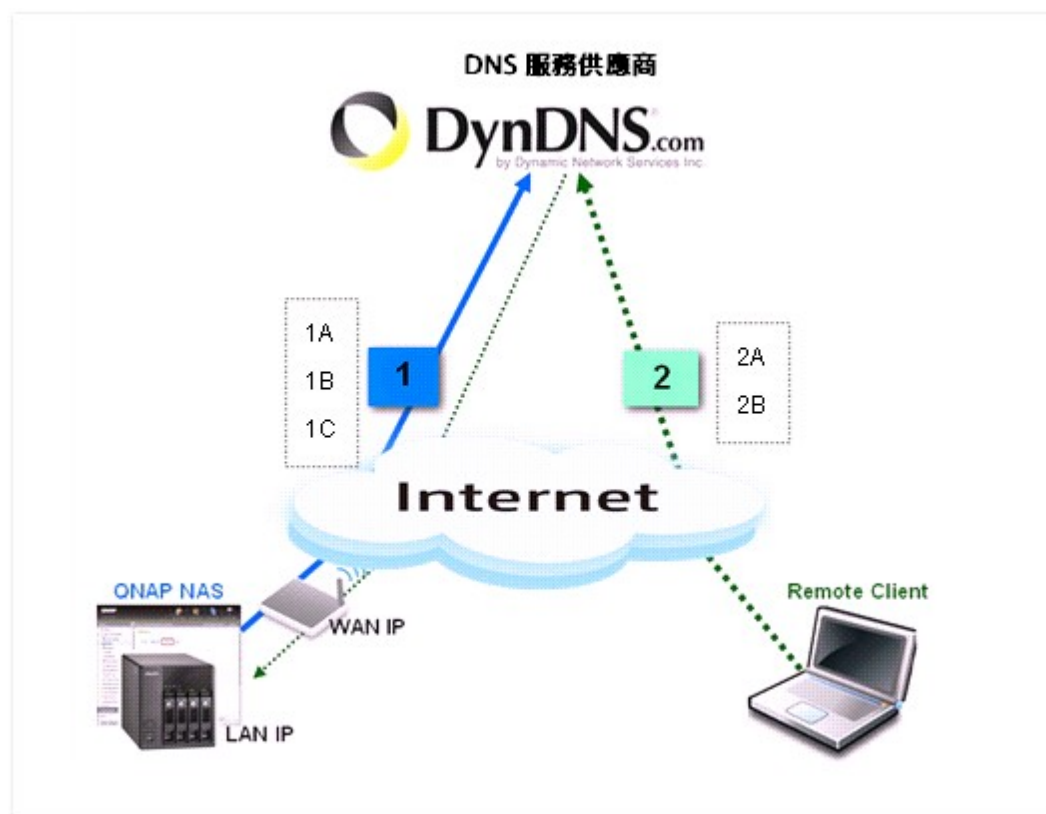 DNS 服務供應商
DynDNS.com
by Dynamic Network Services Inc.
1A
1B
1C
1
2
2A
2B
Internet
QNAP NAS
WAN IP
LAN IP
Remote Client